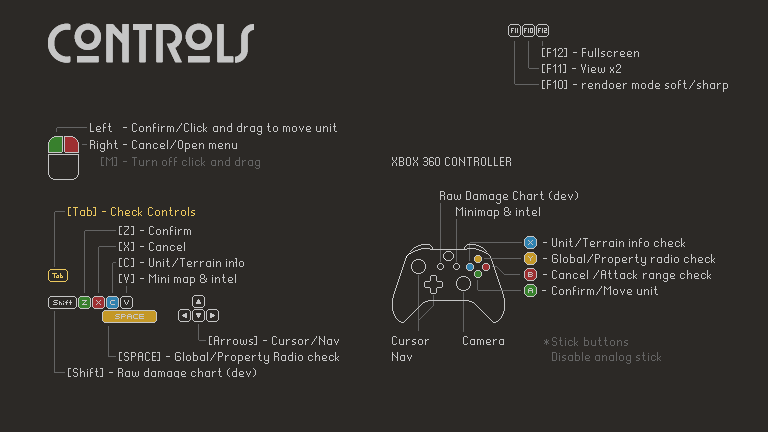 CONTROLS
F11 F10 F12
[F12] - Fullscreen
[F11] - View x2
[F10] - rendoer mode soft/sharp
Left - Confirm/Click and drag to move unit
Right - Cancel/Open menu
[M] - Turn off click and drag
XBOX 360 CONTROLLER
Raw Damage Chart (dev)
Minimap & intel
[Tab] - Check Controls
[Z] - Confirm
[X] - Cancel
[C] - Unit/Terrain info
[V] - Mini map & intel
Tab
Shift Z X C V
SPACE
[Arrows] - Cursor/Nav
[SPACE] - Global/Property Radio check
[Shift] - Raw damage chart (dev)
X - Unit/Terrain info check
Y - Global/Property radio check
B - Cancel /Attack range check
A - Confirm/Move unit
Cursor
Nav
Camera
*Stick buttons
Disable analog stick